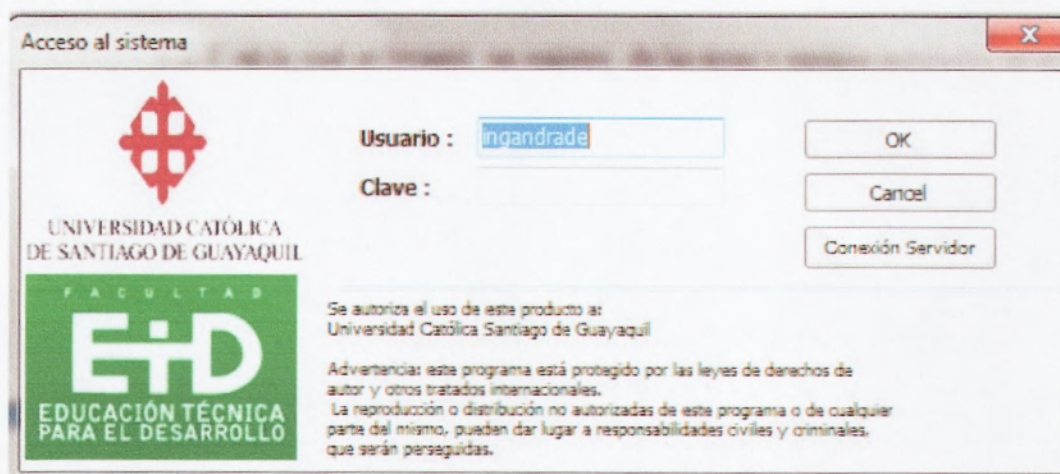 Acceso al sistema
X
UNIVERSIDAD CATÓLICA
DE SANTIAGO DE GUAYAQUIL
FACULTAD
ETD
EDUCACIÓN TÉCNICA
PARA EL DESARROLLO
Usuario : ingandrade
Clave :
OK
Cancel
Conexión Servidor
Se autoriza el uso de este producto a:
Universidad Católica Santiago de Guayaquil
Advertencia: este programa está protegido por las leyes de derechos de
autor y otros tratados internacionales.
La reproducción o distribución no autorizadas de este programa o de cualquier
parte del mismo, pueden dar lugar a responsabilidades civiles y criminales,
que serán perseguidas.